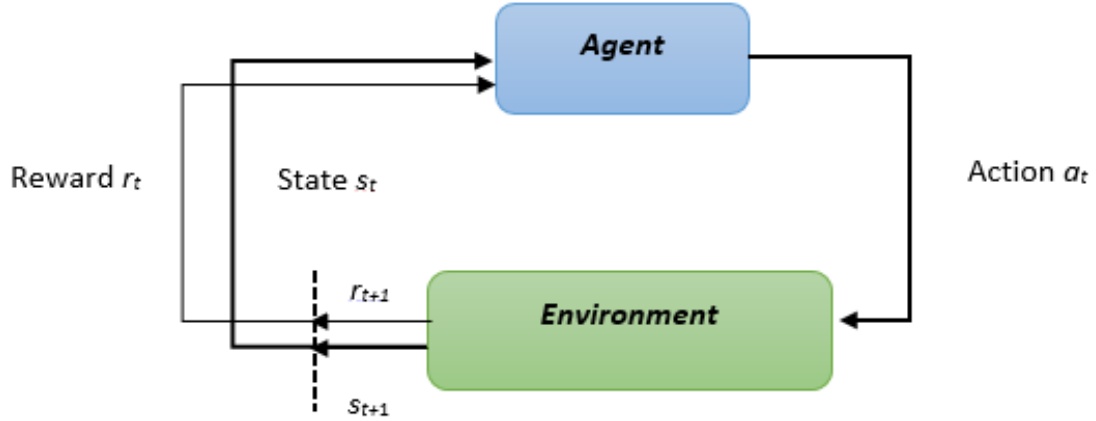 Agent
Reward rₜ
State sₜ
Action aₜ
rₜ₊₁
Environment
sₜ₊₁